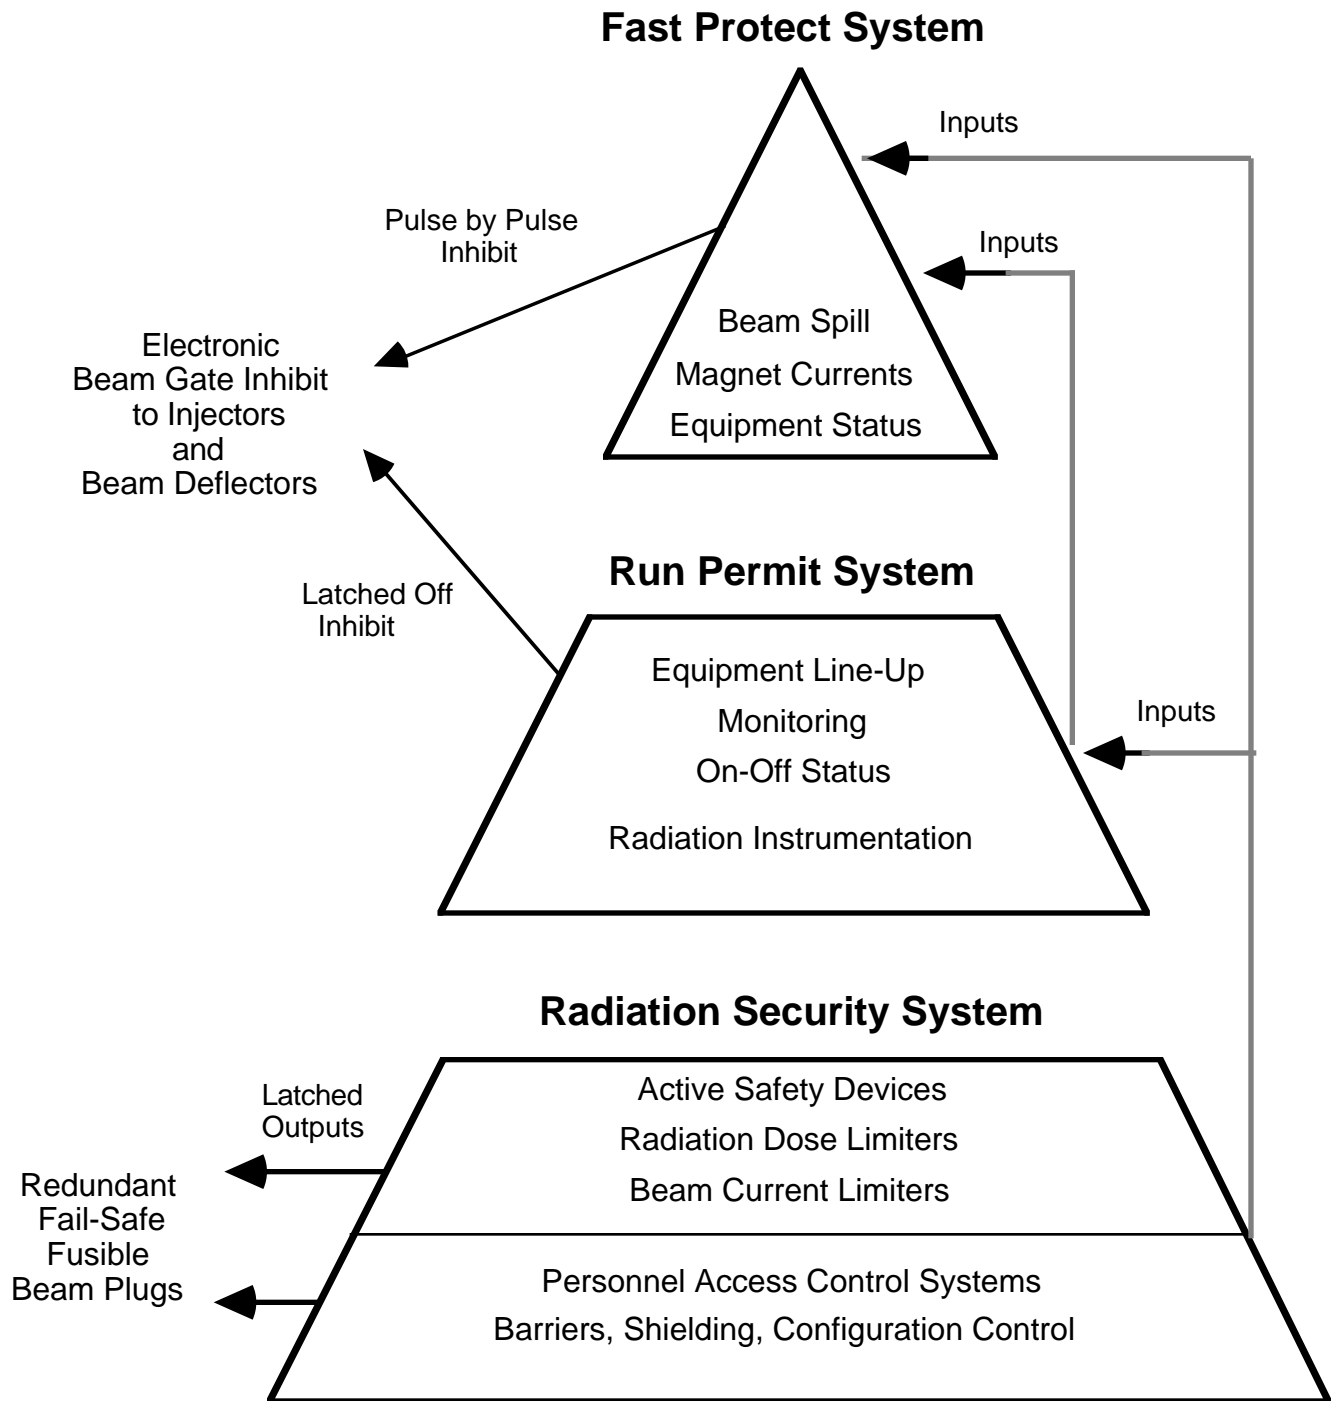 Fast Protect System
Inputs
Pulse by Pulse
Inhibit
Inputs
Beam Spill
Magnet Currents
Equipment Status
Electronic
Beam Gate Inhibit
to Injectors
and
Beam Deflectors
Run Permit System
Latched Off
Inhibit
Equipment Line-Up
Monitoring
On-Off Status
Radiation Instrumentation
Inputs
Radiation Security System
Active Safety Devices
Radiation Dose Limiters
Beam Current Limiters
Latched
Outputs
Redundant
Fail-Safe
Fusible
Beam Plugs
Personnel Access Control Systems
Barriers, Shielding, Configuration Control